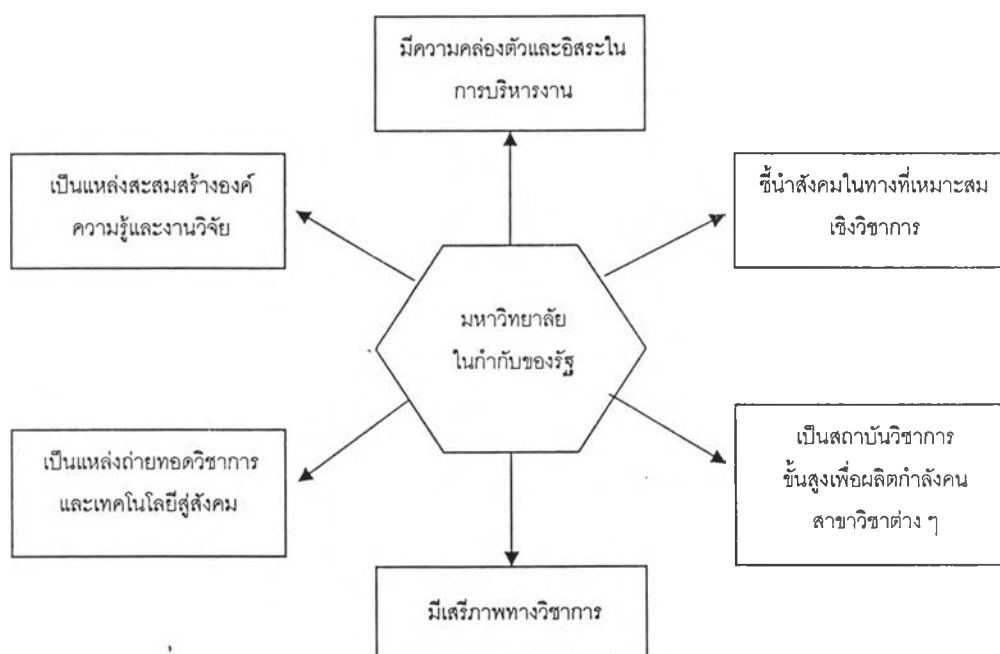 มีความคล่องตัวและอิสระใน
การบริหารงาน
เป็นแหล่งสะสมสร้างองค์
ความรู้และงานวิจัย
ชี้นำสังคมในทางที่เหมาะสม
เชิงวิชาการ
มหาวิทยาลัย
ในกำกับของรัฐ
เป็นแหล่งถ่ายทอดวิชาการ
และเทคโนโลยีสู่สังคม
เป็นสถาบันวิชาการ
ขั้นสูงเพื่อผลิตกำลังคน
สาขาวิชาต่าง ๆ
มีเสรีภาพทางวิชาการ